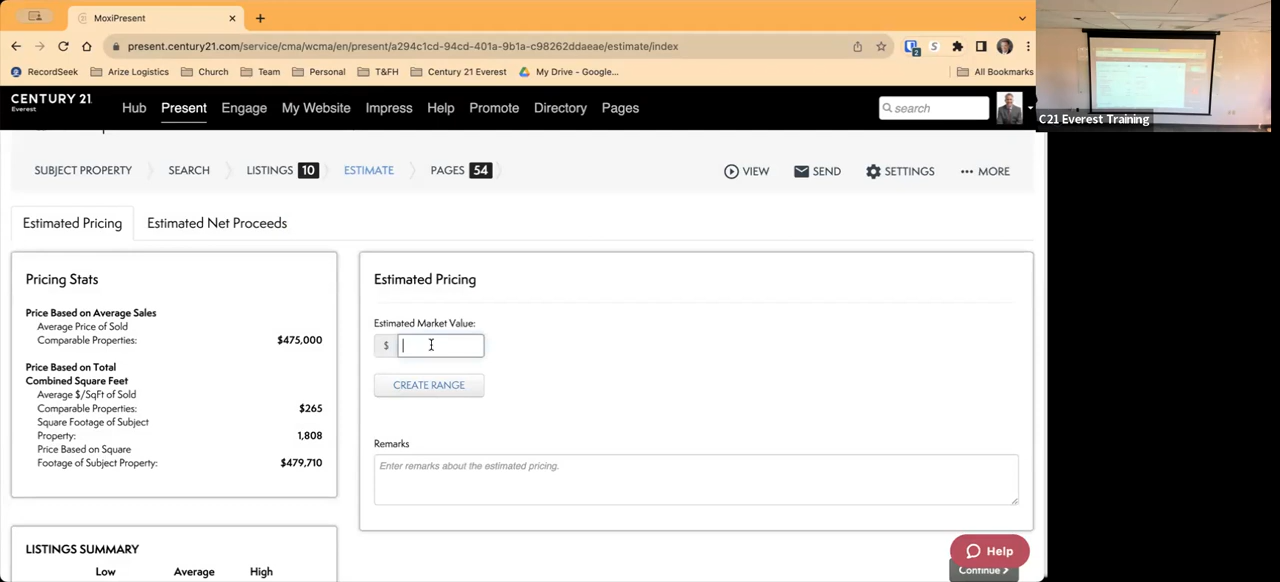 MoxiPresent
present.century21.com/service/cma/wcma/en/present/a294c1cd-94cd-401a-9b1a-c98262ddaeae/estimate/index
RecordSeek Arize Logistics Church Team Personal T&FH Century 21 Everest My Drive - Google... All Bookmarks
CENTURY 21.
Everest
Hub Present Engage My Website Impress Help Promote Directory Pages search
C21 Everest Training
SUBJECT PROPERTY SEARCH LISTINGS 10 ESTIMATE PAGES 54 VIEW SEND SETTINGS ••• MORE
Estimated Pricing Estimated Net Proceeds
Pricing Stats
Price Based on Average Sales
Average Price of Sold
Comparable Properties: $475,000
Price Based on Total
Combined Square Feet
Average $/SqFt of Sold
Comparable Properties: $265
Square Footage of Subject
Property: 1,808
Price Based on Square
Footage of Subject Property: $479,710
LISTINGS SUMMARY
Low Average High
Estimated Pricing
Estimated Market Value:
$
CREATE RANGE
Remarks
Enter remarks about the estimated pricing.
Help
Continue >